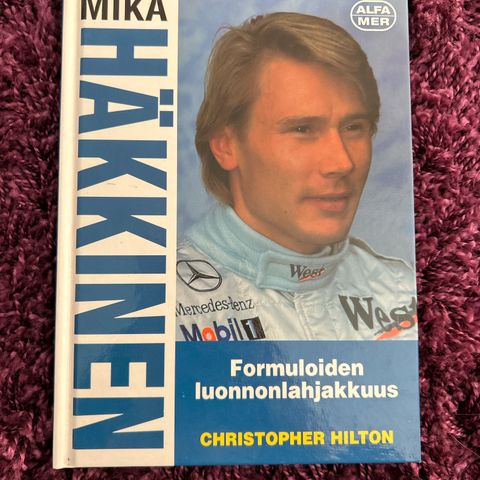 MIKA
HÄKKINEN
ALFA
MER
West
Mercedes-Benz
Mobil 1
West
Formuloiden
luonnonlahjakkuus
CHRISTOPHER HILTON